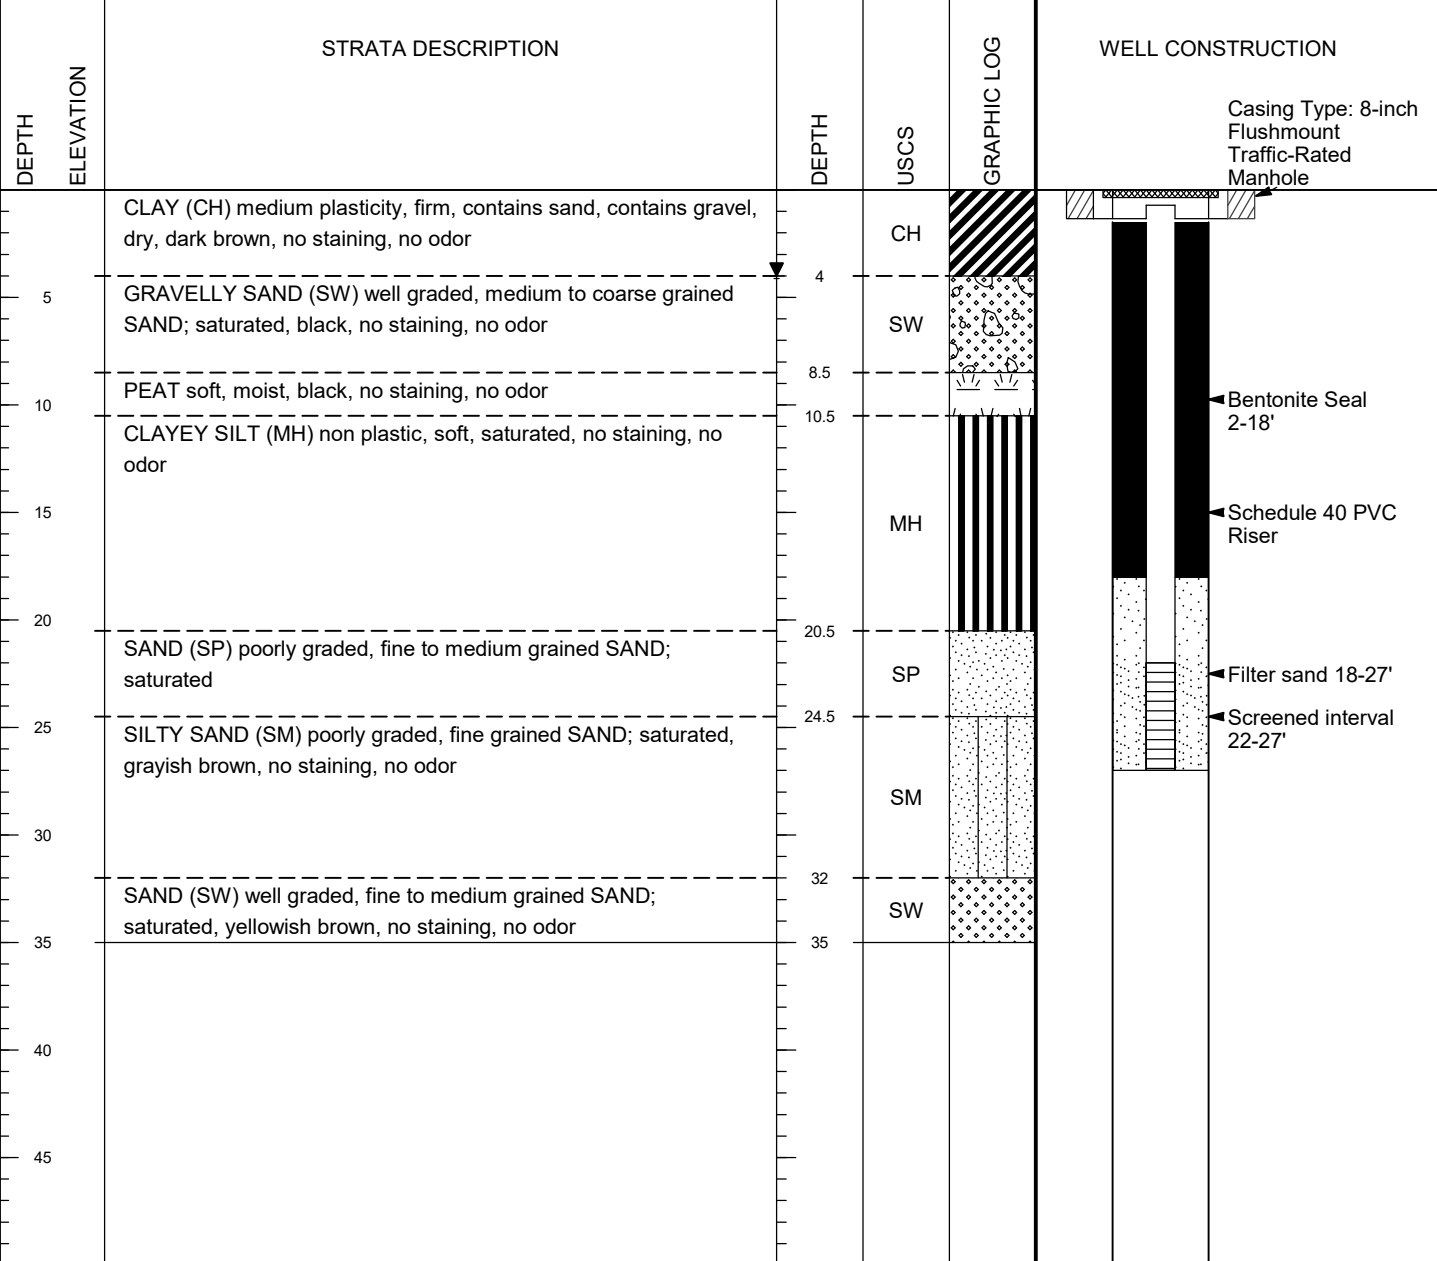 DEPTH
ELEVATION
STRATA DESCRIPTION
DEPTH
USCS
GRAPHIC LOG
WELL CONSTRUCTION
Casing Type: 8-inch
Flushmount
Traffic-Rated
Manhole
CLAY (CH) medium plasticity, firm, contains sand, contains gravel,
dry, dark brown, no staining, no odor
CH
4
5
GRAVELLY SAND (SW) well graded, medium to coarse grained
SAND; saturated, black, no staining, no odor
SW
8.5
PEAT soft, moist, black, no staining, no odor
10
10.5
Bentonite Seal
2-18'
CLAYEY SILT (MH) non plastic, soft, saturated, no staining, no
odor
15
MH
Schedule 40 PVC
Riser
20
20.5
SAND (SP) poorly graded, fine to medium grained SAND;
saturated
SP
Filter sand 18-27'
24.5
Screened interval
22-27'
25
SILTY SAND (SM) poorly graded, fine grained SAND; saturated,
grayish brown, no staining, no odor
SM
30
32
SAND (SW) well graded, fine to medium grained SAND;
saturated, yellowish brown, no staining, no odor
SW
35
35
40
45